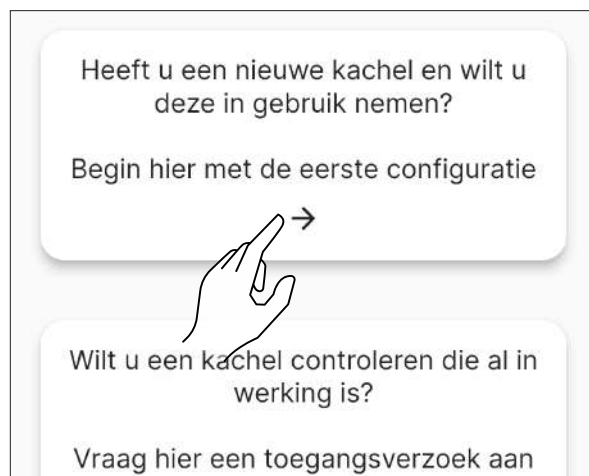 Heeft u een nieuwe kachel en wilt u
deze in gebruik nemen?
Begin hier met de eerste configuratie
Wilt u een kachel controleren die al in
werking is?
Vraag hier een toegangsverzoek aan